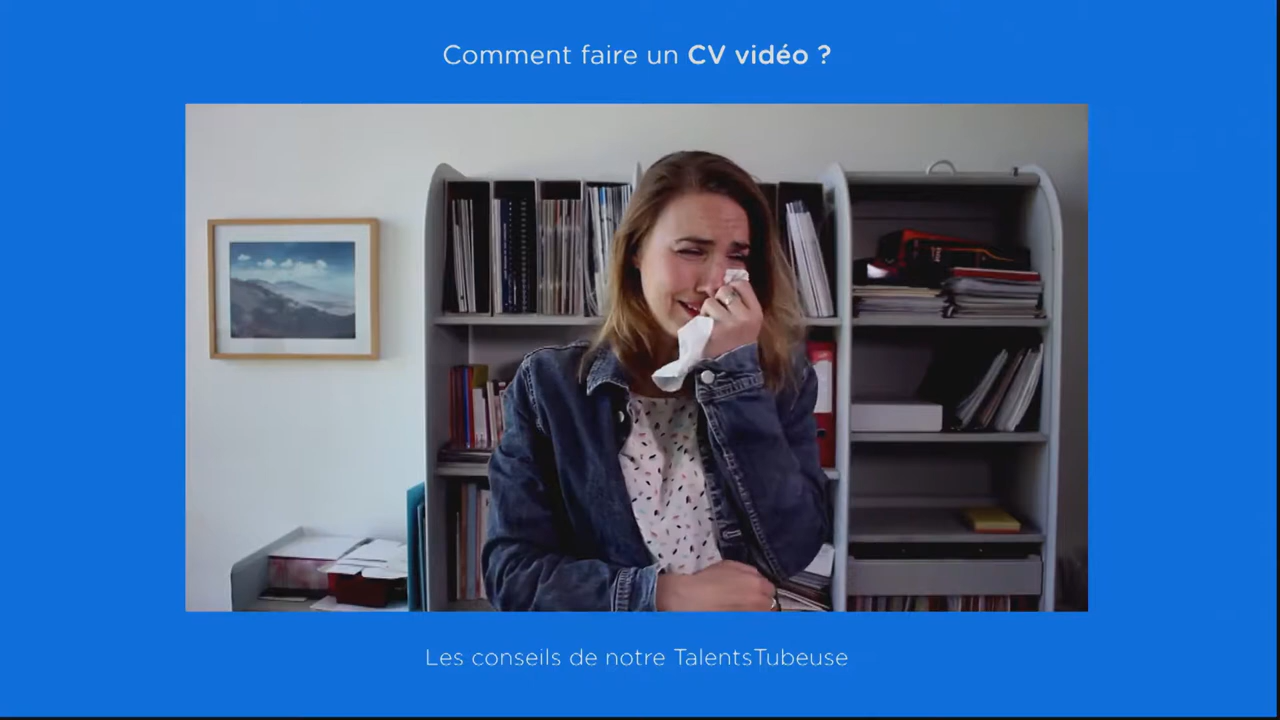 Comment faire un CV vidéo ?
Les conseils de notre TalentsTubeuse